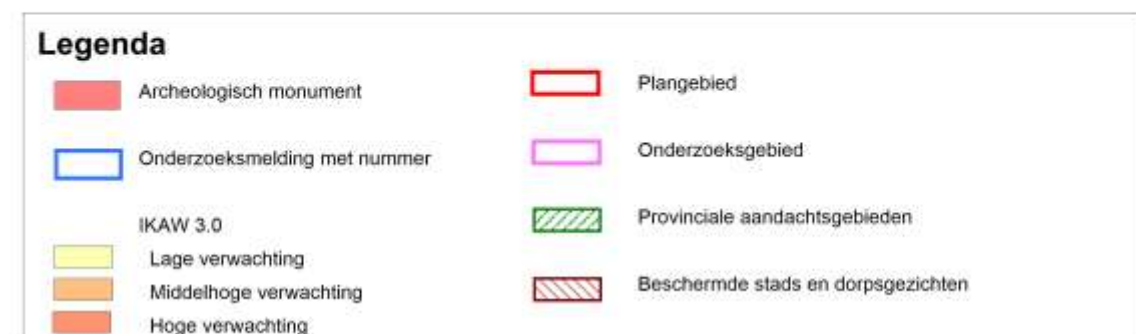 Legenda
Archeologisch monument
Onderzoeksmelding met nummer
IKAW 3.0
Lage verwachting
Middelhoge verwachting
Hoge verwachting
Plangebied
Onderzoeksgebied
Provinciale aandachtsgebieden
Beschermde stads en dorpsgezichten